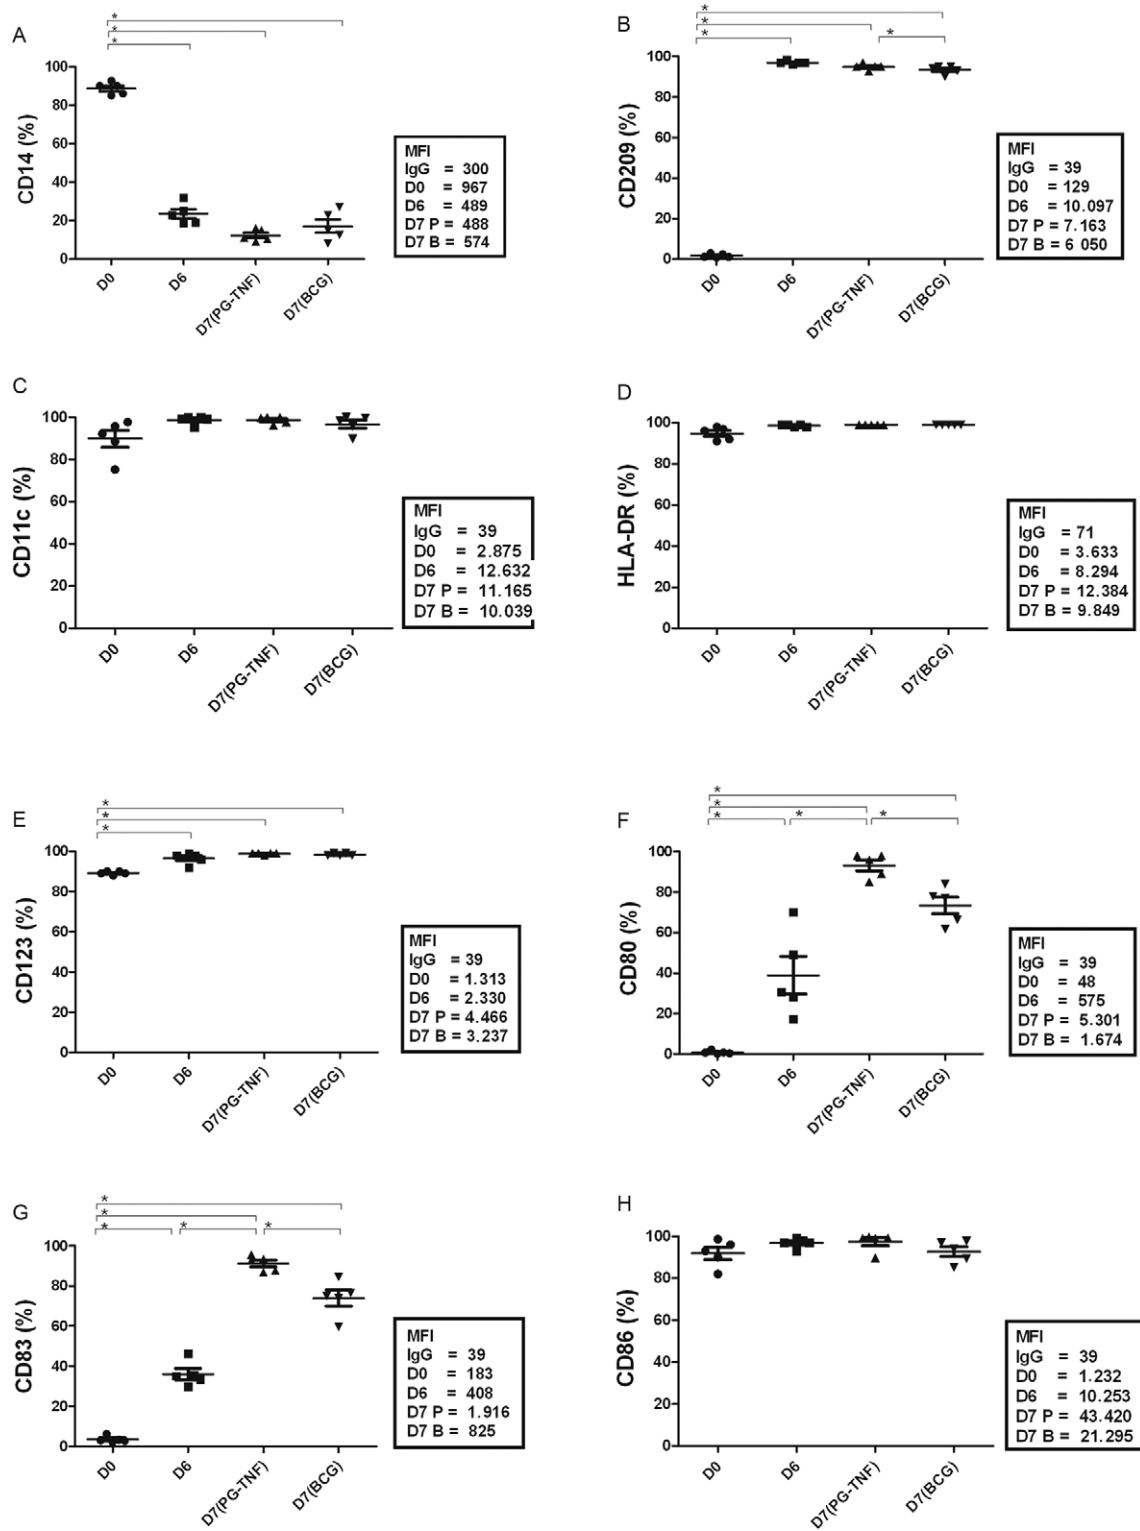 A
*
*
*
CD14 (%)
100
80
60
40
20
0
D0
D6
D7(PG-TNF)
D7(BCG)
MFI
IgG = 300
D0 = 967
D6 = 489
D7 P = 488
D7 B = 574
B
*
*
*
*
CD209 (%)
100
80
60
40
20
0
D0
D6
D7(PG-TNF)
D7(BCG)
MFI
IgG = 39
D0 = 129
D6 = 10.097
D7 P = 7.163
D7 B = 6 050
C
CD11c (%)
100
80
60
40
20
0
D0
D6
D7(PG-TNF)
D7(BCG)
MFI
IgG = 39
D0 = 2.875
D6 = 12.632
D7 P = 11.165
D7 B = 10.039
D
HLA-DR (%)
100
80
60
40
20
0
D0
D6
D7(PG-TNF)
D7(BCG)
MFI
IgG = 71
D0 = 3.633
D6 = 8.294
D7 P = 12.384
D7 B = 9.849
E
*
*
*
CD123 (%)
100
80
60
40
20
0
D0
D6
D7(PG-TNF)
D7(BCG)
MFI
IgG = 39
D0 = 1.313
D6 = 2.330
D7 P = 4.466
D7 B = 3.237
F
*
*
* * *
CD80 (%)
100
80
60
40
20
0
D0
D6
D7(PG-TNF)
D7(BCG)
MFI
IgG = 39
D0 = 48
D6 = 575
D7 P = 5.301
D7 B = 1.674
G
*
*
* * *
CD83 (%)
100
80
60
40
20
0
D0
D6
D7(PG-TNF)
D7(BCG)
MFI
IgG = 39
D0 = 183
D6 = 408
D7 P = 1.916
D7 B = 825
H
CD86 (%)
100
80
60
40
20
0
D0
D6
D7(PG-TNF)
D7(BCG)
MFI
IgG = 39
D0 = 1.232
D6 = 10.253
D7 P = 43.420
D7 B = 21.295